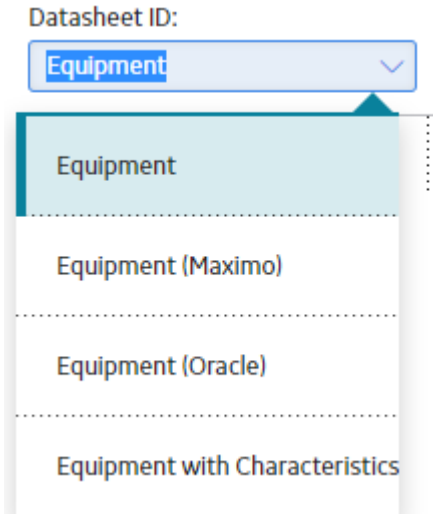 Datasheet ID:
Equipment
Equipment
Equipment (Maximo)
Equipment (Oracle)
Equipment with Characteristics